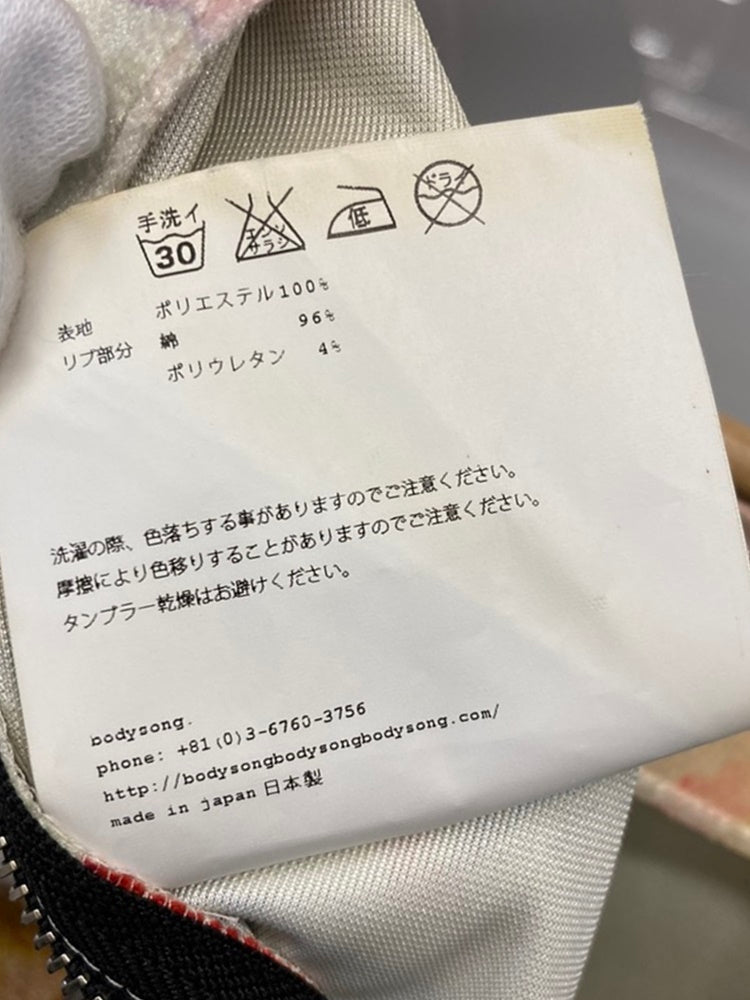 手洗イ
30
エンソ
サラシ
低
ドライ
表地 ポリエステル100%
リブ部分 綿 96%
ポリウレタン 4%
洗濯の際、色落ちする事がありますのでご注意ください。
摩擦により色移りすることがありますのでご注意ください。
タンブラー乾燥はお避けください。
bodysong.
phone: +81(0)3-6760-3756
http://bodysongbodysongbodysong.com/
made in japan 日本製